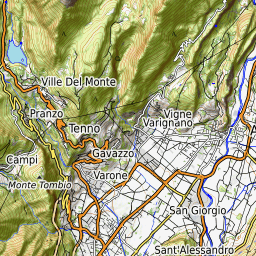 Ville Del Monte
Pranzo
Tenno
Vigne
Varignano
Gavazzo
Campi
Varone
Monte Tombio
San Giorgio
Sant'Alessandro